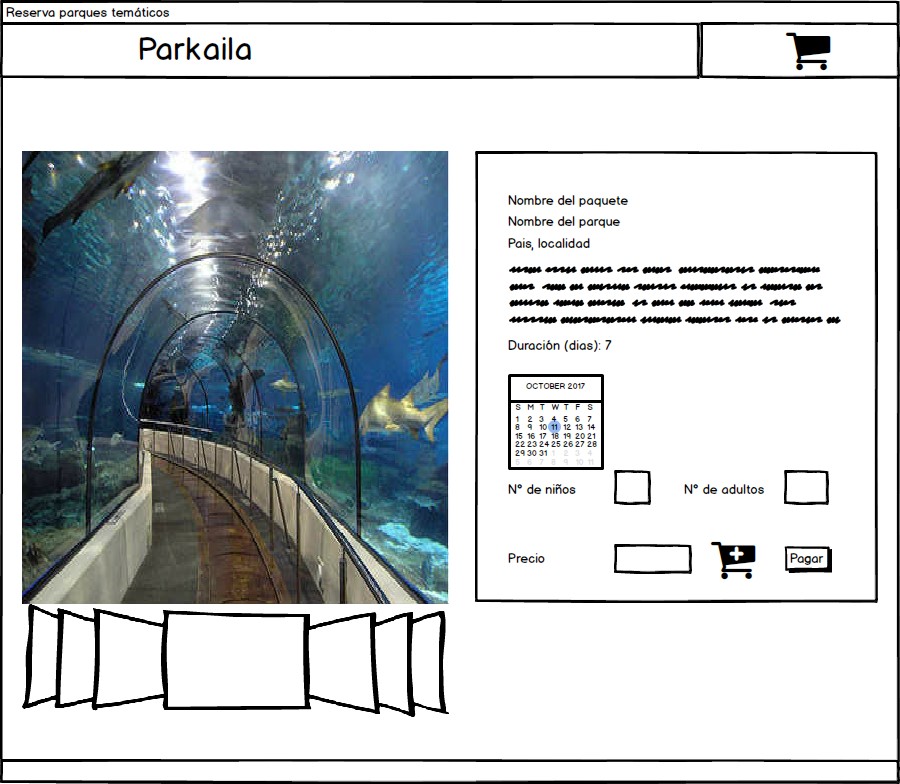 Reserva parques temáticos
Parkaila
Nombre del paquete
Nombre del parque
Pais, localidad
Duración (dias): 7
OCTOBER 2017
S M T W T F S
1 2 3 4 5 6 7
8 9 10 11 12 13 14
15 16 17 18 19 20 21
22 23 24 25 26 27 28
29 30 31 1 2 3 4
5 6 7 8 9 10 11
Nº de niños
Nº de adultos
Precio
Pagar